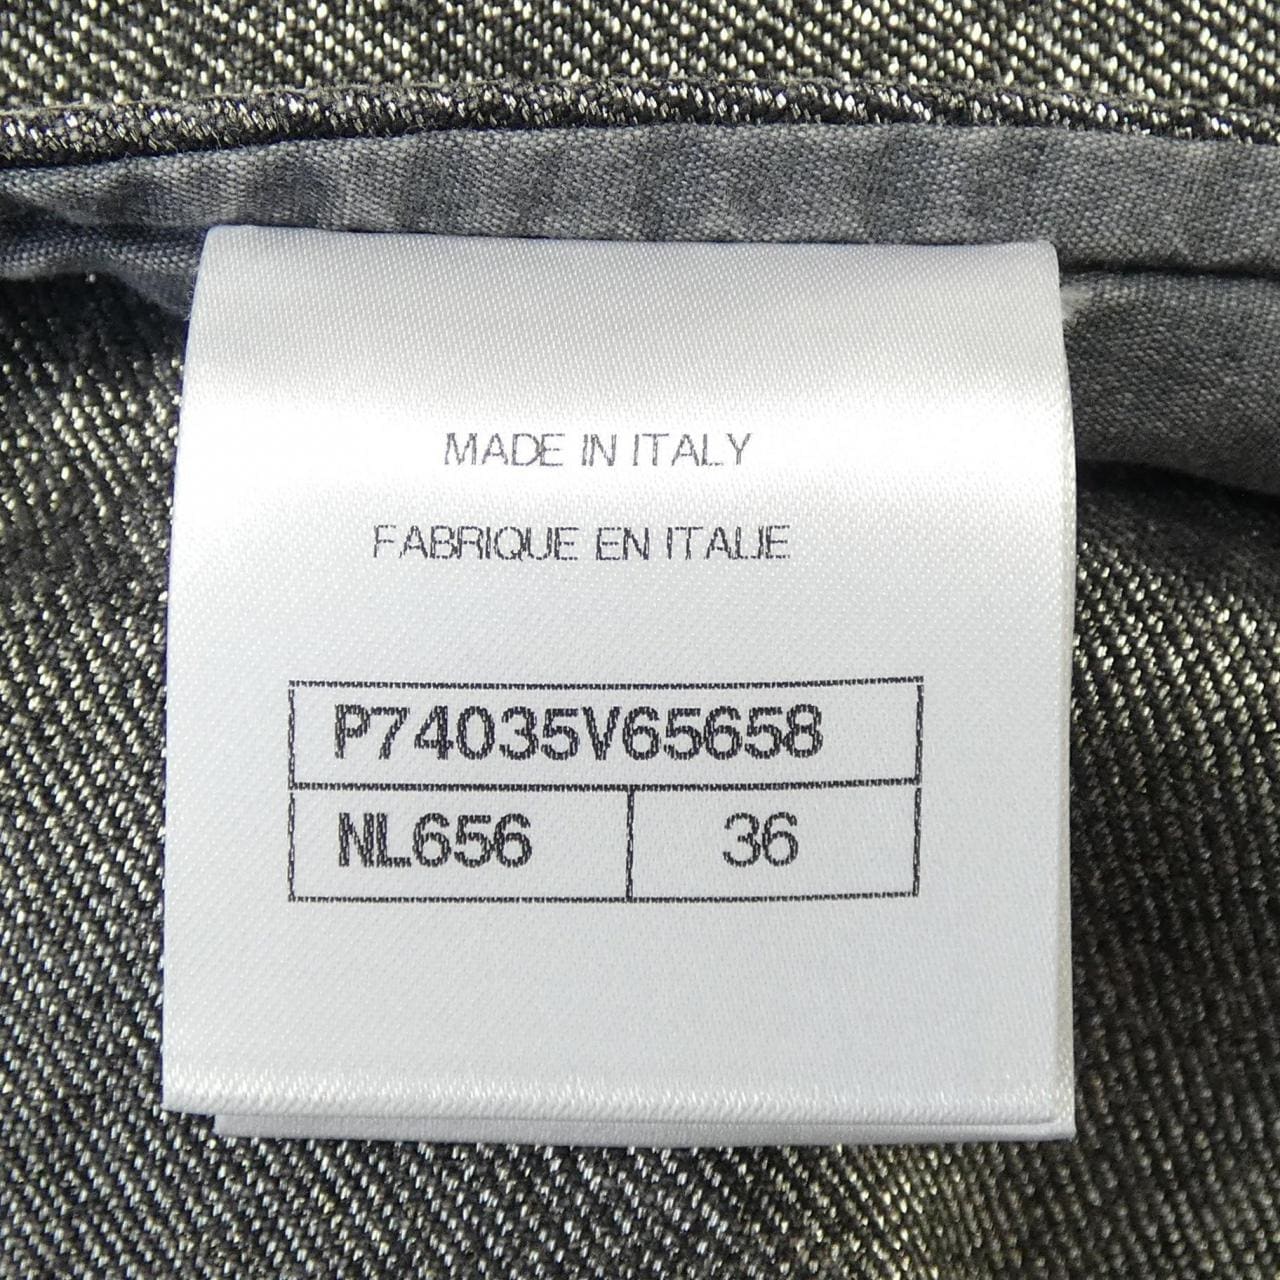 MADE IN ITALY
FABRIQUE EN ITALIE
P74035V65658
NL656 36